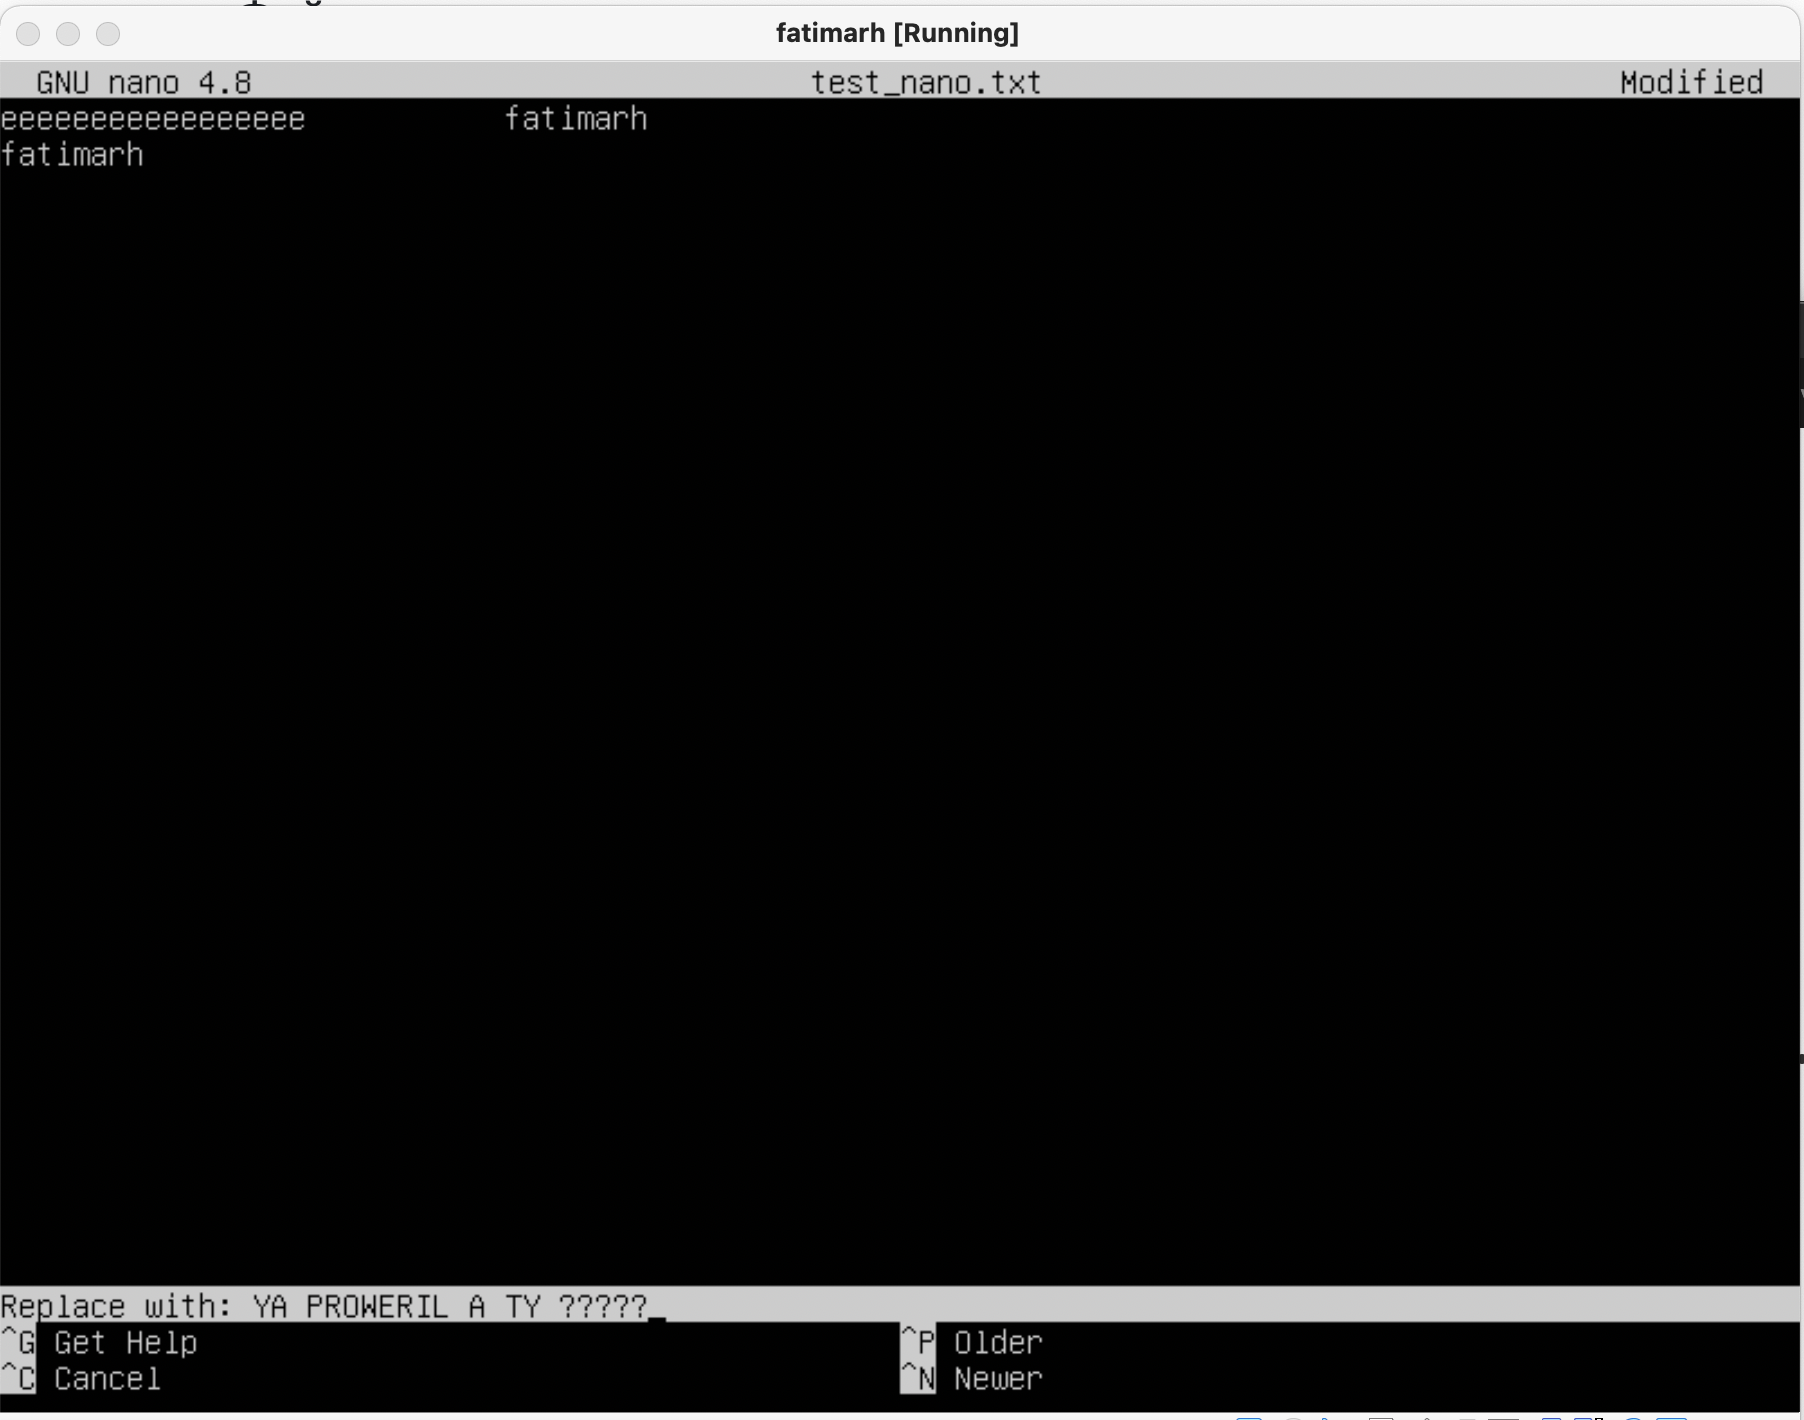 fatimarh [Running]
GNU nano 4.8 test_nano.txt Modified
eeeeeeeeeeeeeeeee fatimarh
fatimarh
Replace with: YA PROWERIL A TY ?????
^G Get Help ^P Older
^C Cancel ^N Newer